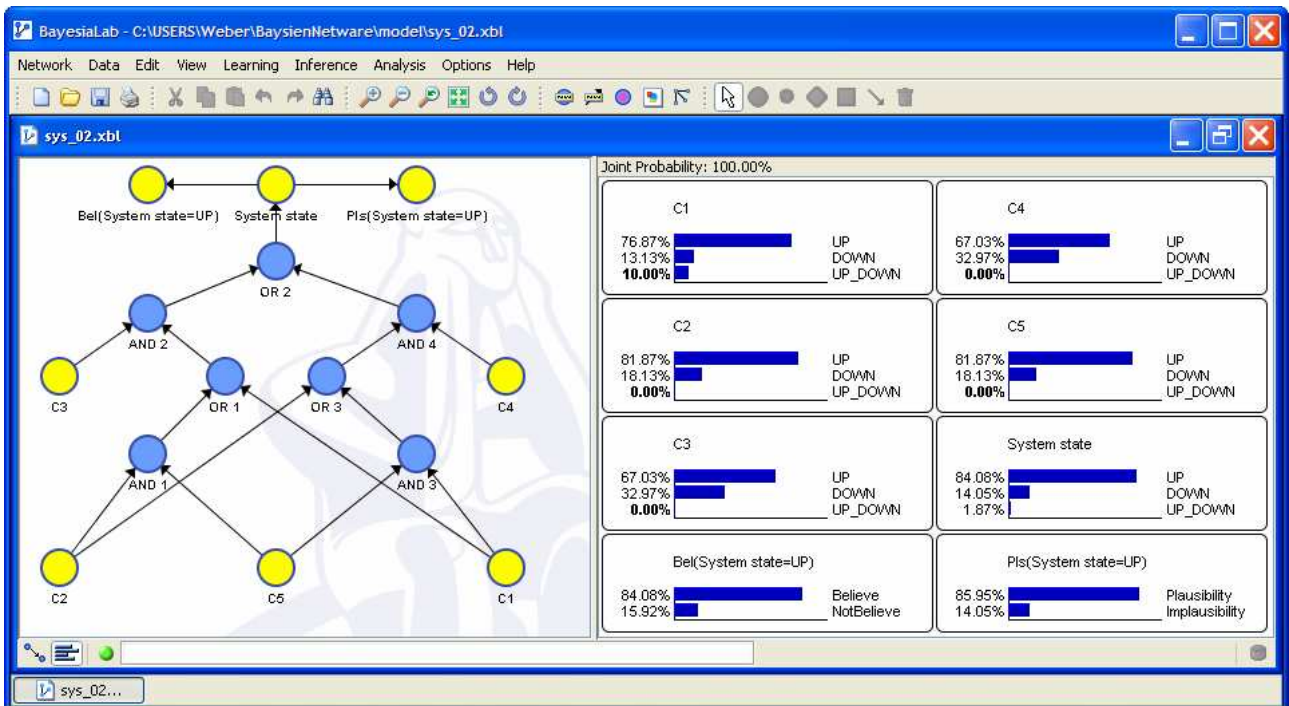 BayesiaLab - C:\USERS\Weber\BaysienNetware\model\sys_02.xbl
Network Data Edit View Learning Inference Analysis Options Help
sys_02.xbl
Bel(System state=UP) System state Pls(System state=UP)
OR 2
AND 2 AND 4
C3 OR 1 OR 3 C4
AND 1 AND 3
C2 C5 C1
Joint Probability: 100.00%
C1
76.87% UP
13.13% DOWN
10.00% UP_DOWN
C4
67.03% UP
32.97% DOWN
0.00% UP_DOWN
C2
81.87% UP
18.13% DOWN
0.00% UP_DOWN
C5
81.87% UP
18.13% DOWN
0.00% UP_DOWN
C3
67.03% UP
32.97% DOWN
0.00% UP_DOWN
System state
84.08% UP
14.05% DOWN
1.87% UP_DOWN
Bel(System state=UP)
84.08% Believe
15.92% NotBelieve
Pls(System state=UP)
85.95% Plausibility
14.05% Implausibility
sys_02...